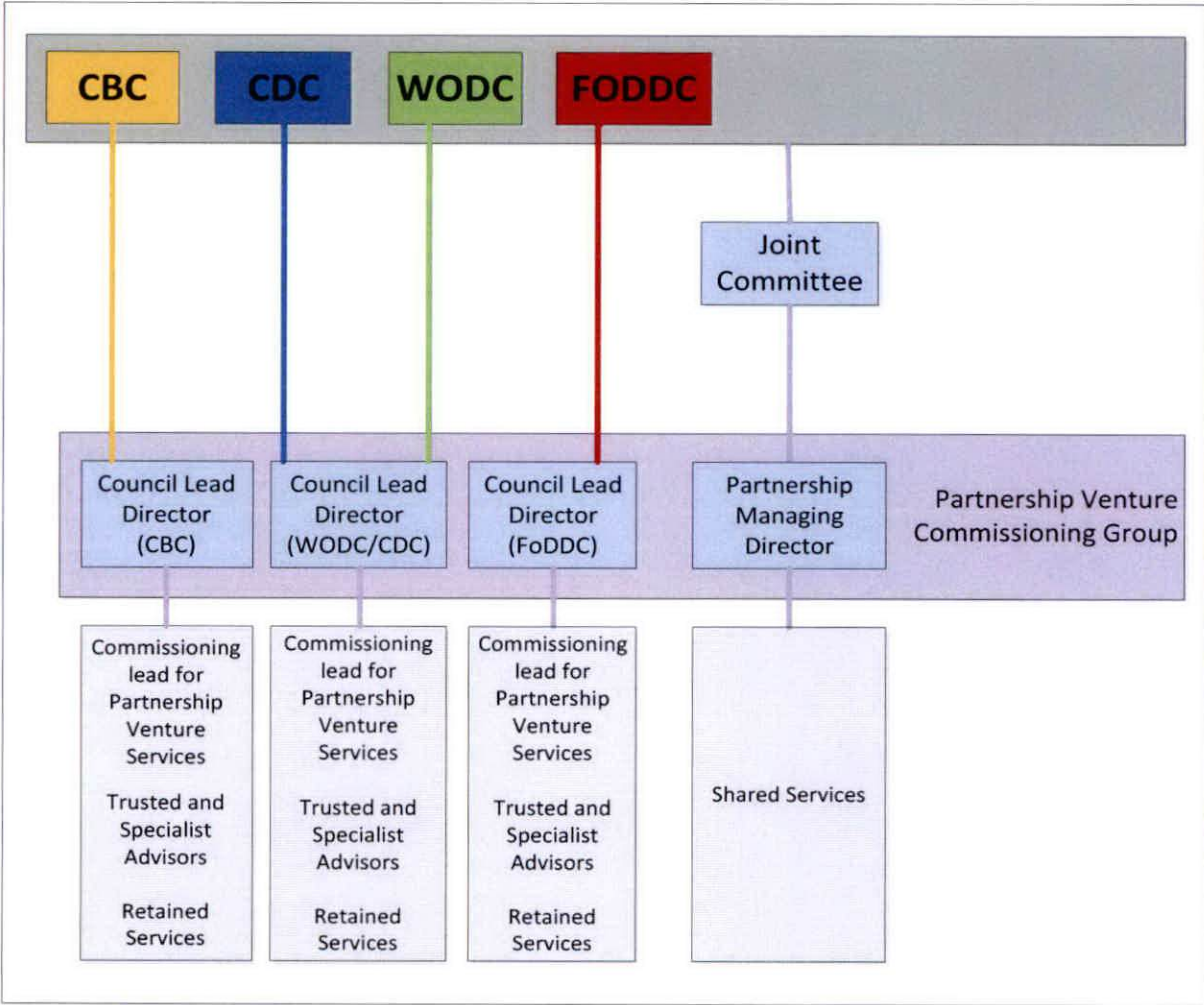 CBC
CDC
WODC
FODDC
Joint
Committee
Council Lead
Director
(CBC)
Council Lead
Director
(WODC/CDC)
Council Lead
Director
(FoDDC)
Partnership
Managing
Director
Partnership Venture
Commissioning Group
Commissioning
lead for
Partnership
Venture
Services
Trusted and
Specialist
Advisors
Retained
Services
Commissioning
lead for
Partnership
Venture
Services
Trusted and
Specialist
Advisors
Retained
Services
Commissioning
lead for
Partnership
Venture
Services
Trusted and
Specialist
Advisors
Retained
Services
Shared Services